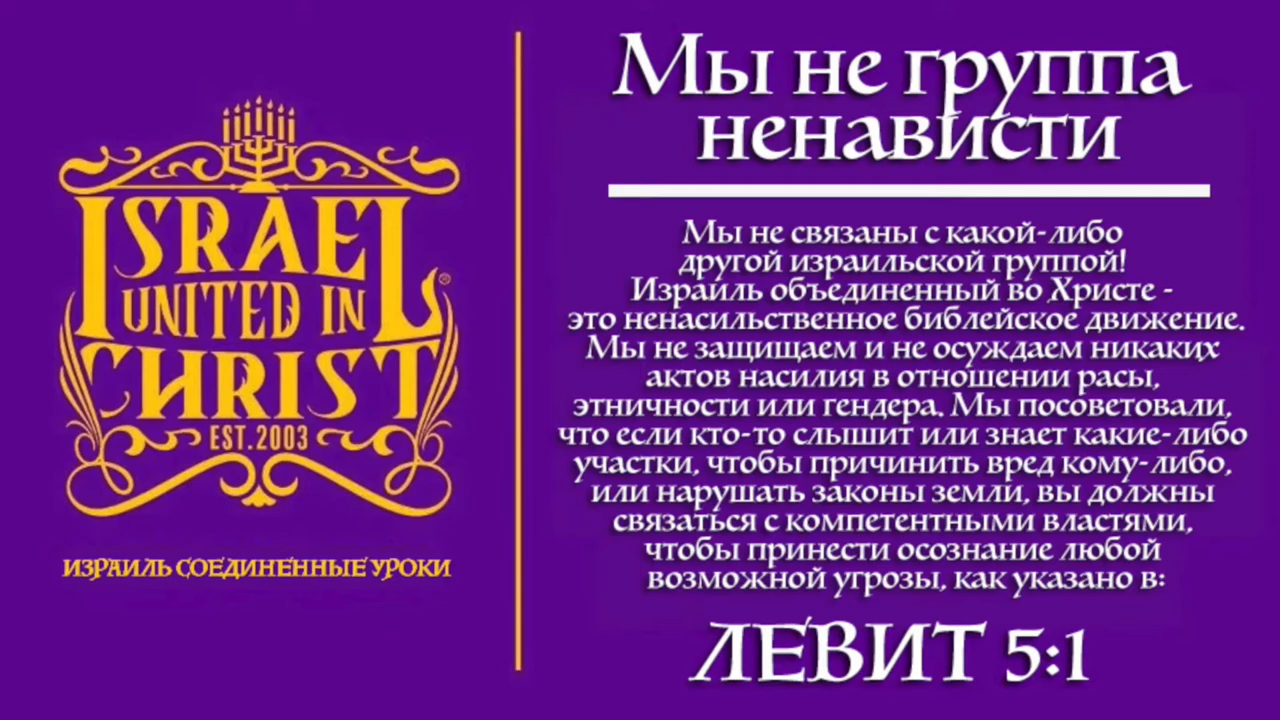 ISRAEL
UNITED IN
CHRIST
®
EST. 2003
ИЗРАИЛЬ СОЕДИНЕННЫЕ УРОКИ
Мы не группа
ненависти
Мы не связаны с какой-либо
другой израильской группой!
Израиль объединенный во Христе -
это ненасильственное библейское движение.
Мы не защищаем и не осуждаем никаких
актов насилия в отношении расы,
этничности или гендера. Мы посоветовали,
что если кто-то слышит или знает какие-либо
участки, чтобы причинить вред кому-либо,
или нарушать законы земли, вы должны
связаться с компетентными властями,
чтобы принести осознание любой
возможной угрозы, как указано в:
ЛЕВИТ 5:1